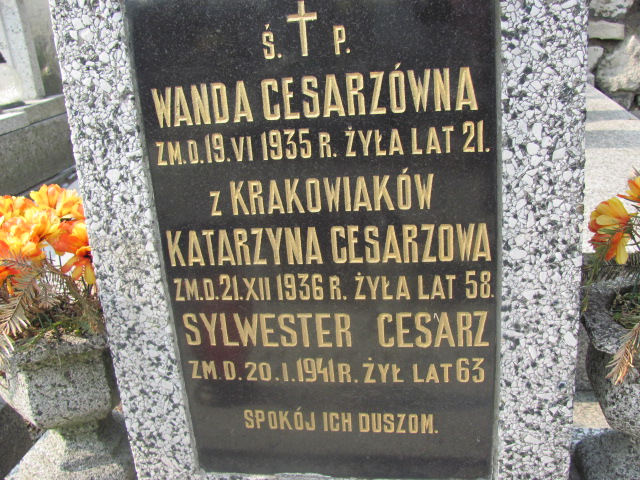 Ś. P.
WANDA CESARZÓWNA
ZM.D.19.VI 1935 R. ŻYŁA LAT 21.
Z KRAKOWIAKÓW
KATARZYNA CESARZOWA
ZM.D.21.XII 1936 R. ŻYŁA LAT 58.
SYLWESTER CESARZ
ZM.D.20.I.1941 R. ŻYŁ LAT 63
SPOKÓJ ICH DUSZOM.